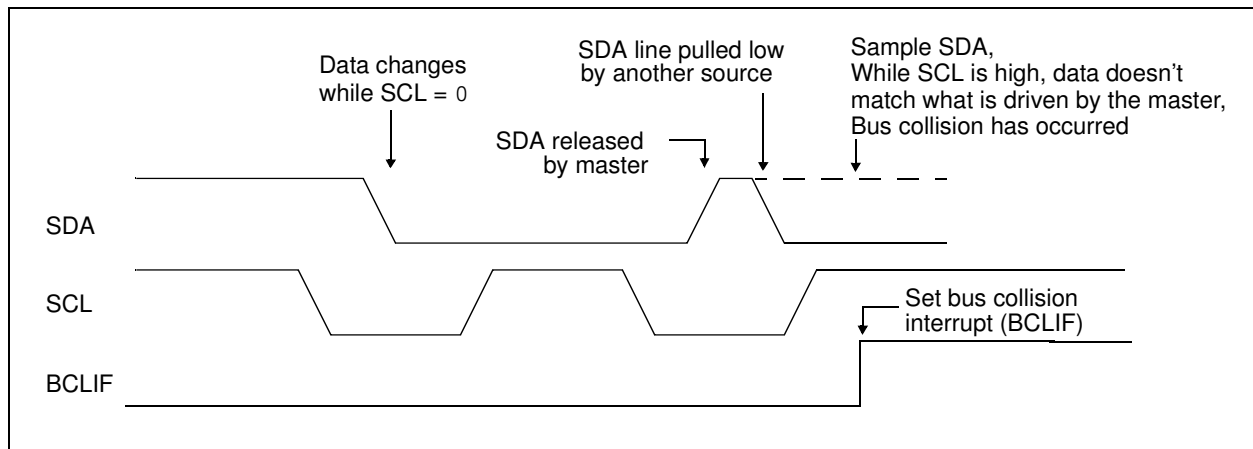 Data changes
while SCL = 0
SDA line pulled low
by another source
Sample SDA,
While SCL is high, data doesn’t
match what is driven by the master,
Bus collision has occurred
SDA released
by master
SDA
SCL
Set bus collision
interrupt (BCLIF)
BCLIF